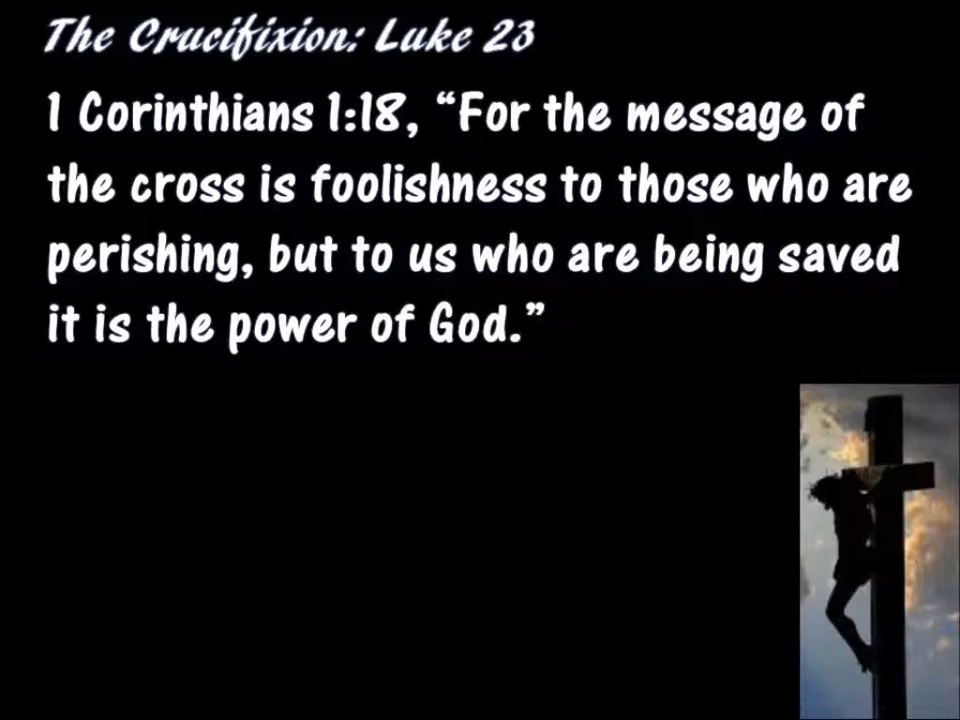 The Crucifixion: Luke 23
1 Corinthians 1:18, “For the message of
the cross is foolishness to those who are
perishing, but to us who are being saved
it is the power of God.”